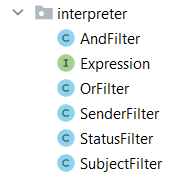 interpreter
C AndFilter
I Expression
C OrFilter
C SenderFilter
C StatusFilter
C SubjectFilter